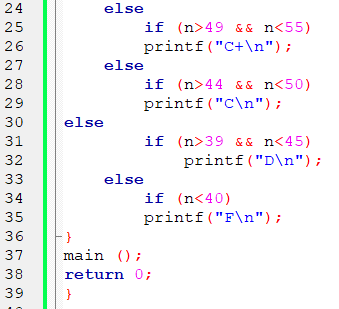 24 else
25 if (n>49 && n<55)
26 printf("C+\n");
27 else
28 if (n>44 && n<50)
29 printf("C\n");
30 else
31 if (n>39 && n<45)
32 printf("D\n");
33 else
34 if (n<40)
35 printf("F\n");
36 }
37 main ();
38 return 0;
39 }